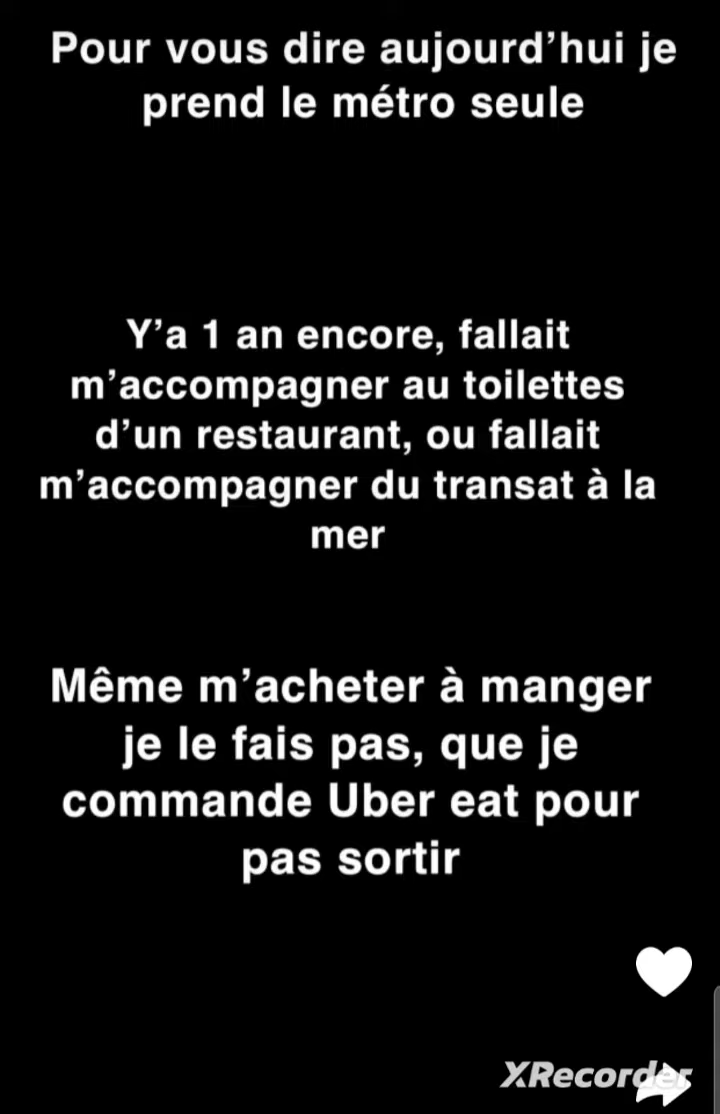 Pour vous dire aujourd’hui je
prend le métro seule
Y’a 1 an encore, fallait
m’accompagner au toilettes
d’un restaurant, ou fallait
m’accompagner du transat à la
mer
Même m’acheter à manger
je le fais pas, que je
commande Uber eat pour
pas sortir
XRecorder